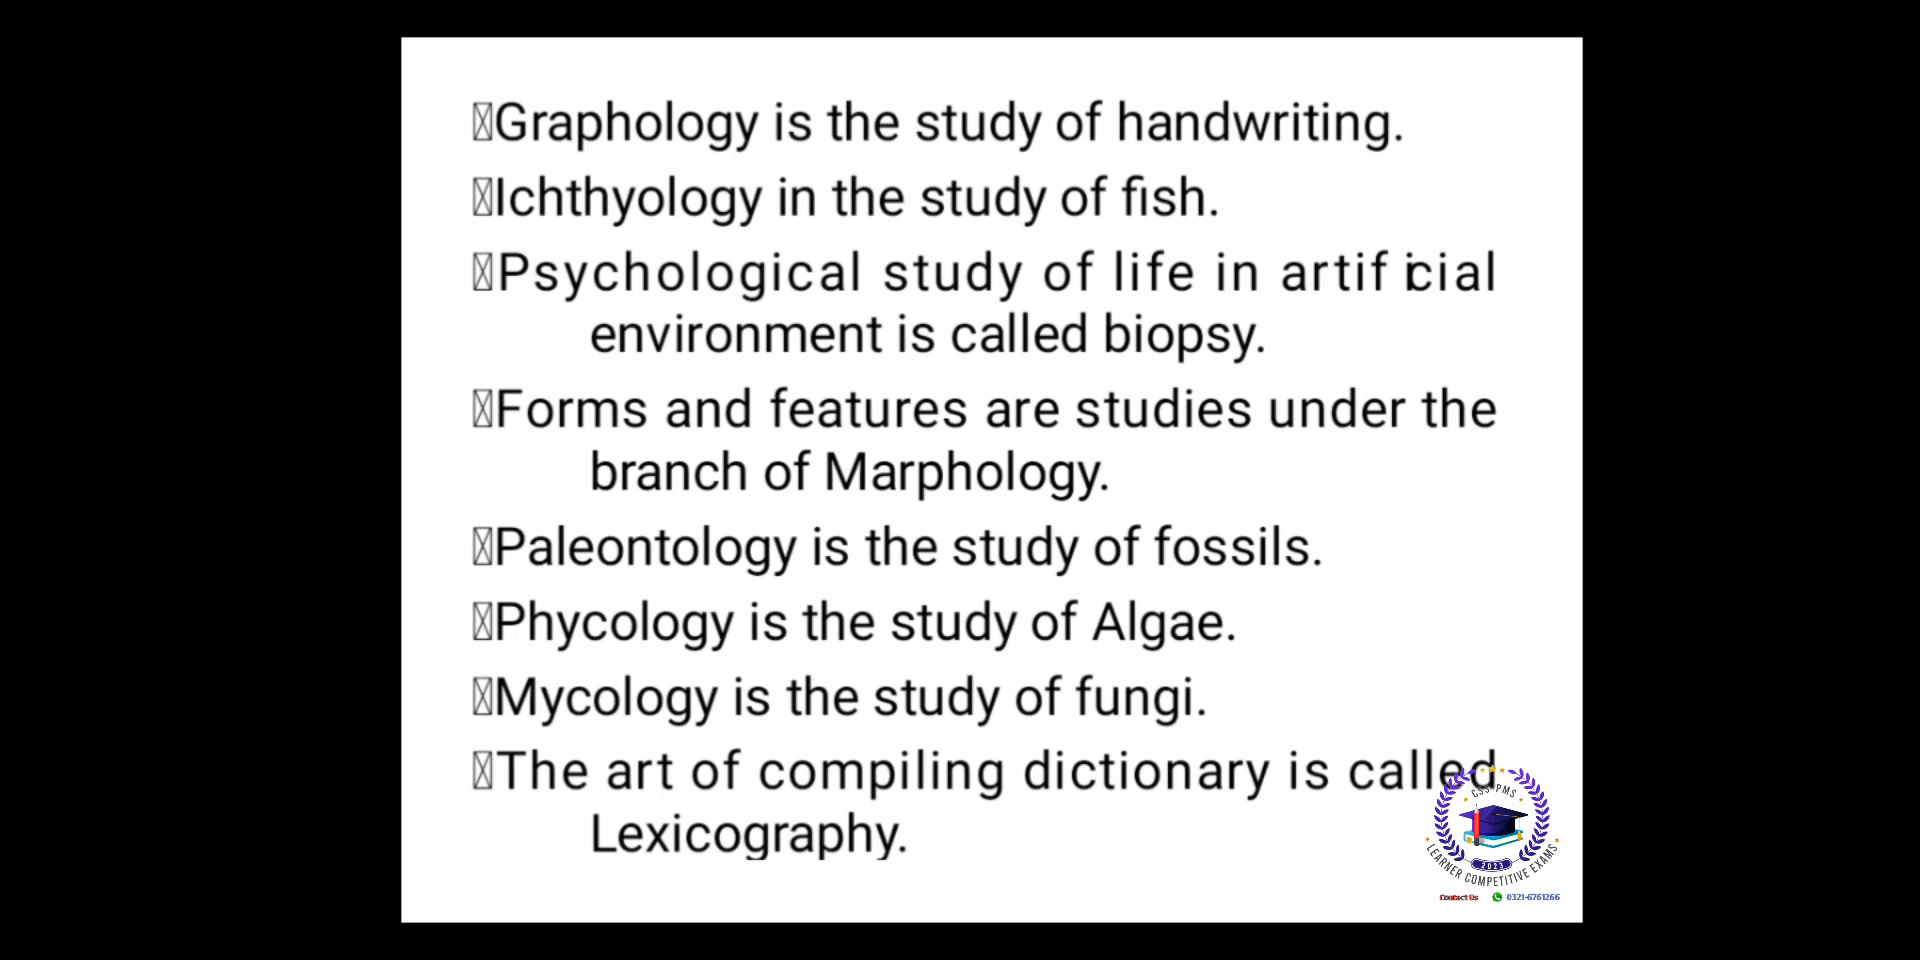 Graphology is the study of handwriting.
Ichthyology in the study of fish.
Psychological study of life in artificial
environment is called biopsy.
Forms and features are studies under the
branch of Marphology.
Paleontology is the study of fossils.
Phycology is the study of Algae.
Mycology is the study of fungi.
The art of compiling dictionary is called
Lexicography.
CSS PMS
2023
LEARNER COMPETITIVE EXAMS
Contact Us 0321-6761266